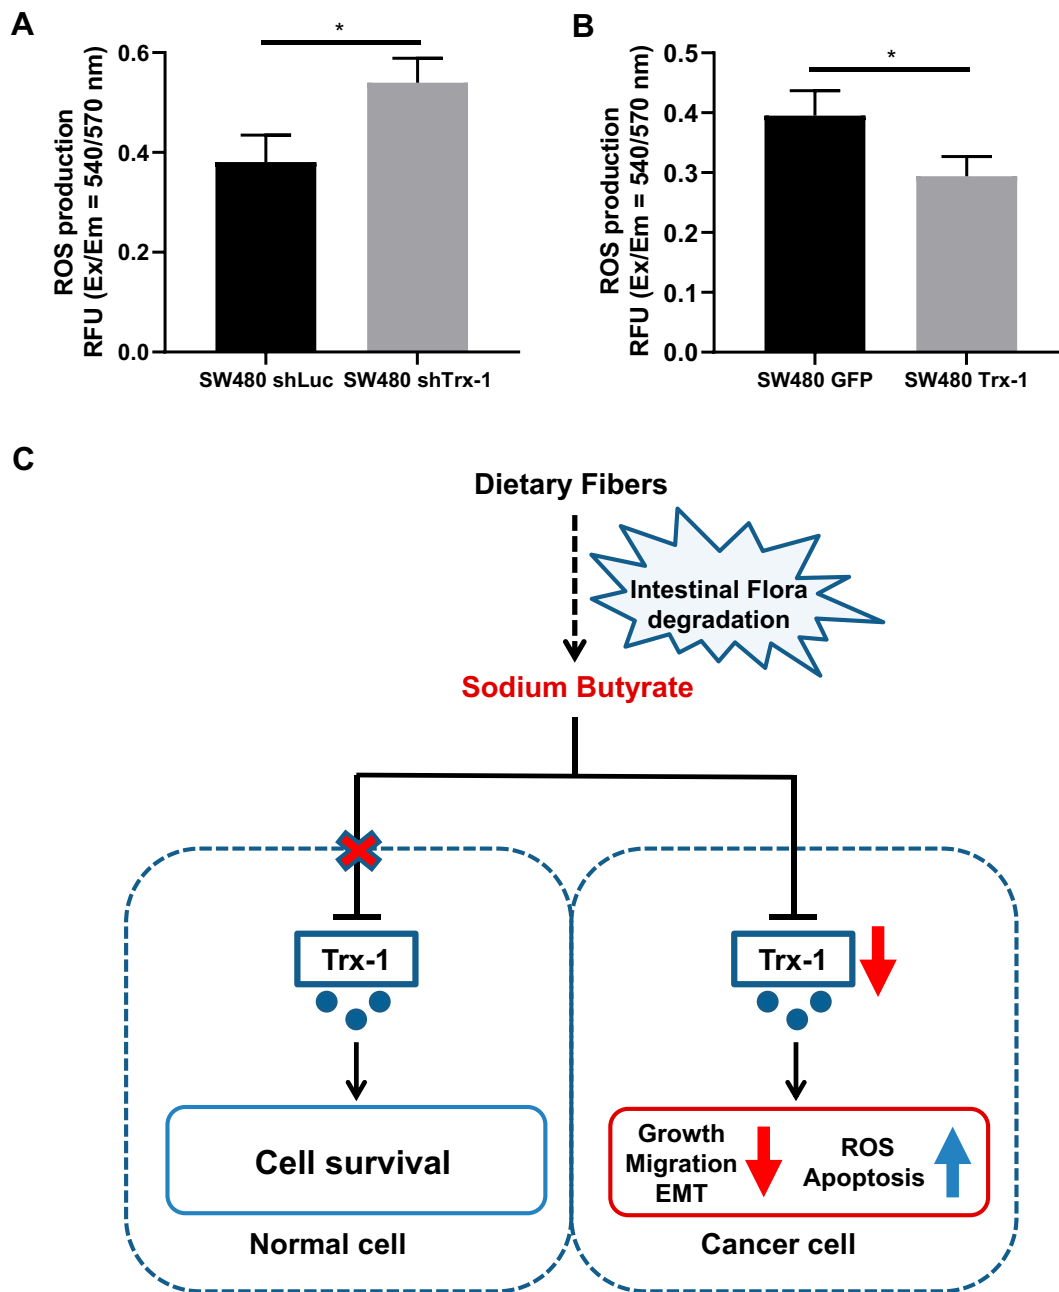 A
*
ROS production
RFU (Ex/Em = 540/570 nm)
0.6
0.4
0.2
0.0
SW480 shLuc
SW480 shTrx-1
B
*
ROS production
RFU (Ex/Em = 540/570 nm)
0.5
0.4
0.3
0.2
0.1
0.0
SW480 GFP
SW480 Trx-1
C
Dietary Fibers
Intestinal Flora
degradation
Sodium Butyrate
Trx-1
Cell survival
Normal cell
Trx-1
Growth
Migration
EMT
ROS
Apoptosis
Cancer cell